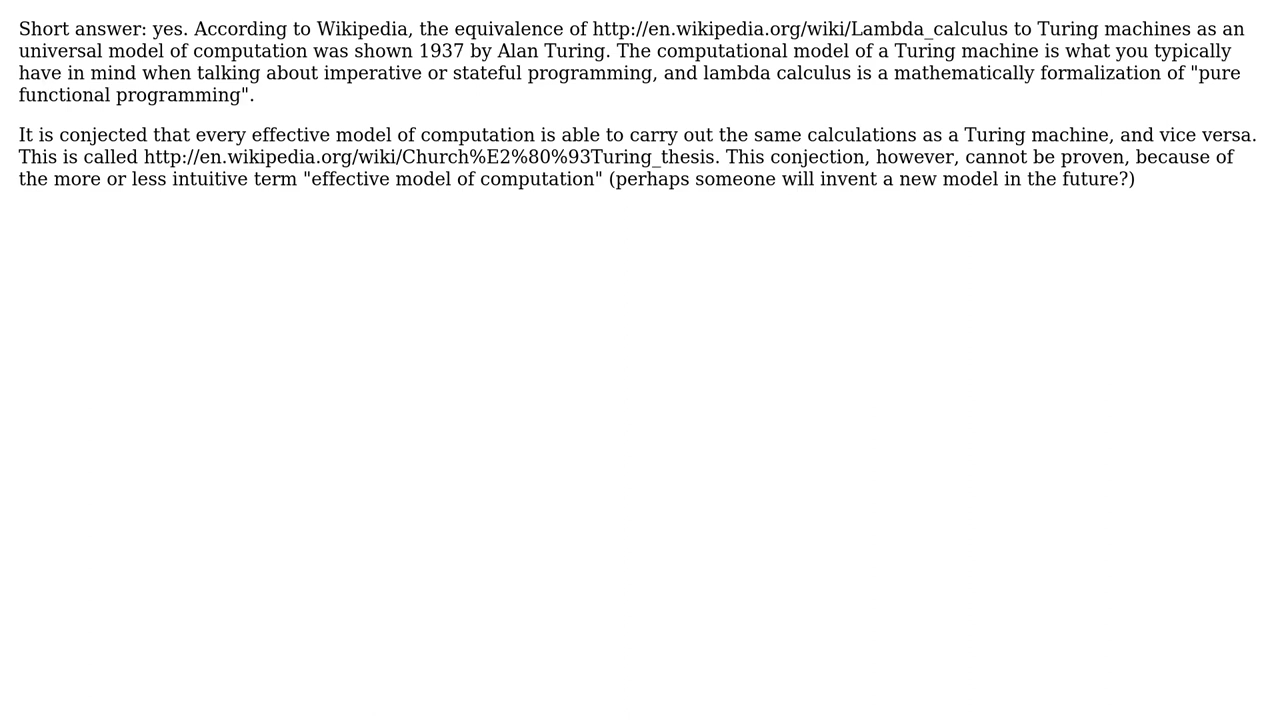 Short answer: yes. According to Wikipedia, the equivalence of http://en.wikipedia.org/wiki/Lambda_calculus to Turing machines as an
universal model of computation was shown 1937 by Alan Turing. The computational model of a Turing machine is what you typically
have in mind when talking about imperative or stateful programming, and lambda calculus is a mathematically formalization of "pure
functional programming".
It is conjected that every effective model of computation is able to carry out the same calculations as a Turing machine, and vice versa.
This is called http://en.wikipedia.org/wiki/Church%E2%80%93Turing_thesis. This conjection, however, cannot be proven, because of
the more or less intuitive term "effective model of computation" (perhaps someone will invent a new model in the future?)